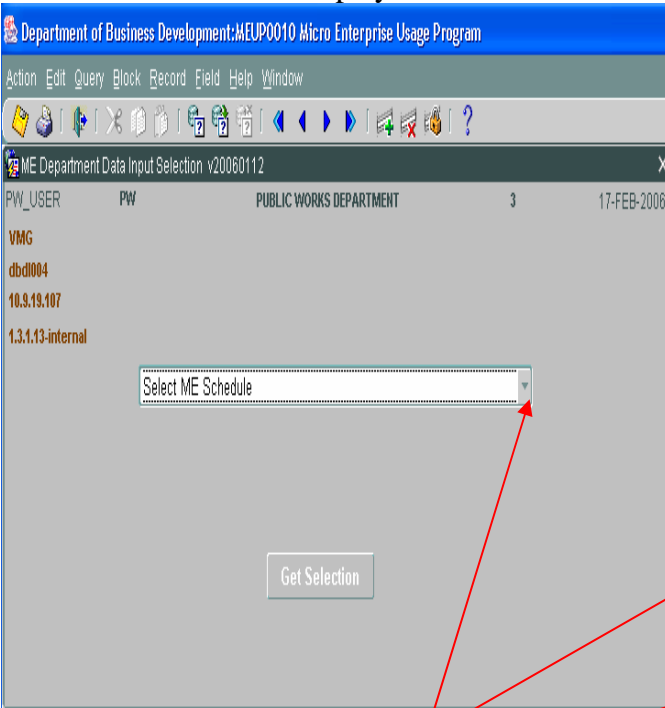 Department of Business Development:MEUP0010 Micro Enterprise Usage Program
Action Edit Query Block Record Field Help Window
ME Department Data Input Selection v20060112
PW_USER PW PUBLIC WORKS DEPARTMENT 3 17-FEB-2006
VMG
dbdl004
10.9.19.107
1.3.1.13-internal
Select ME Schedule
Get Selection